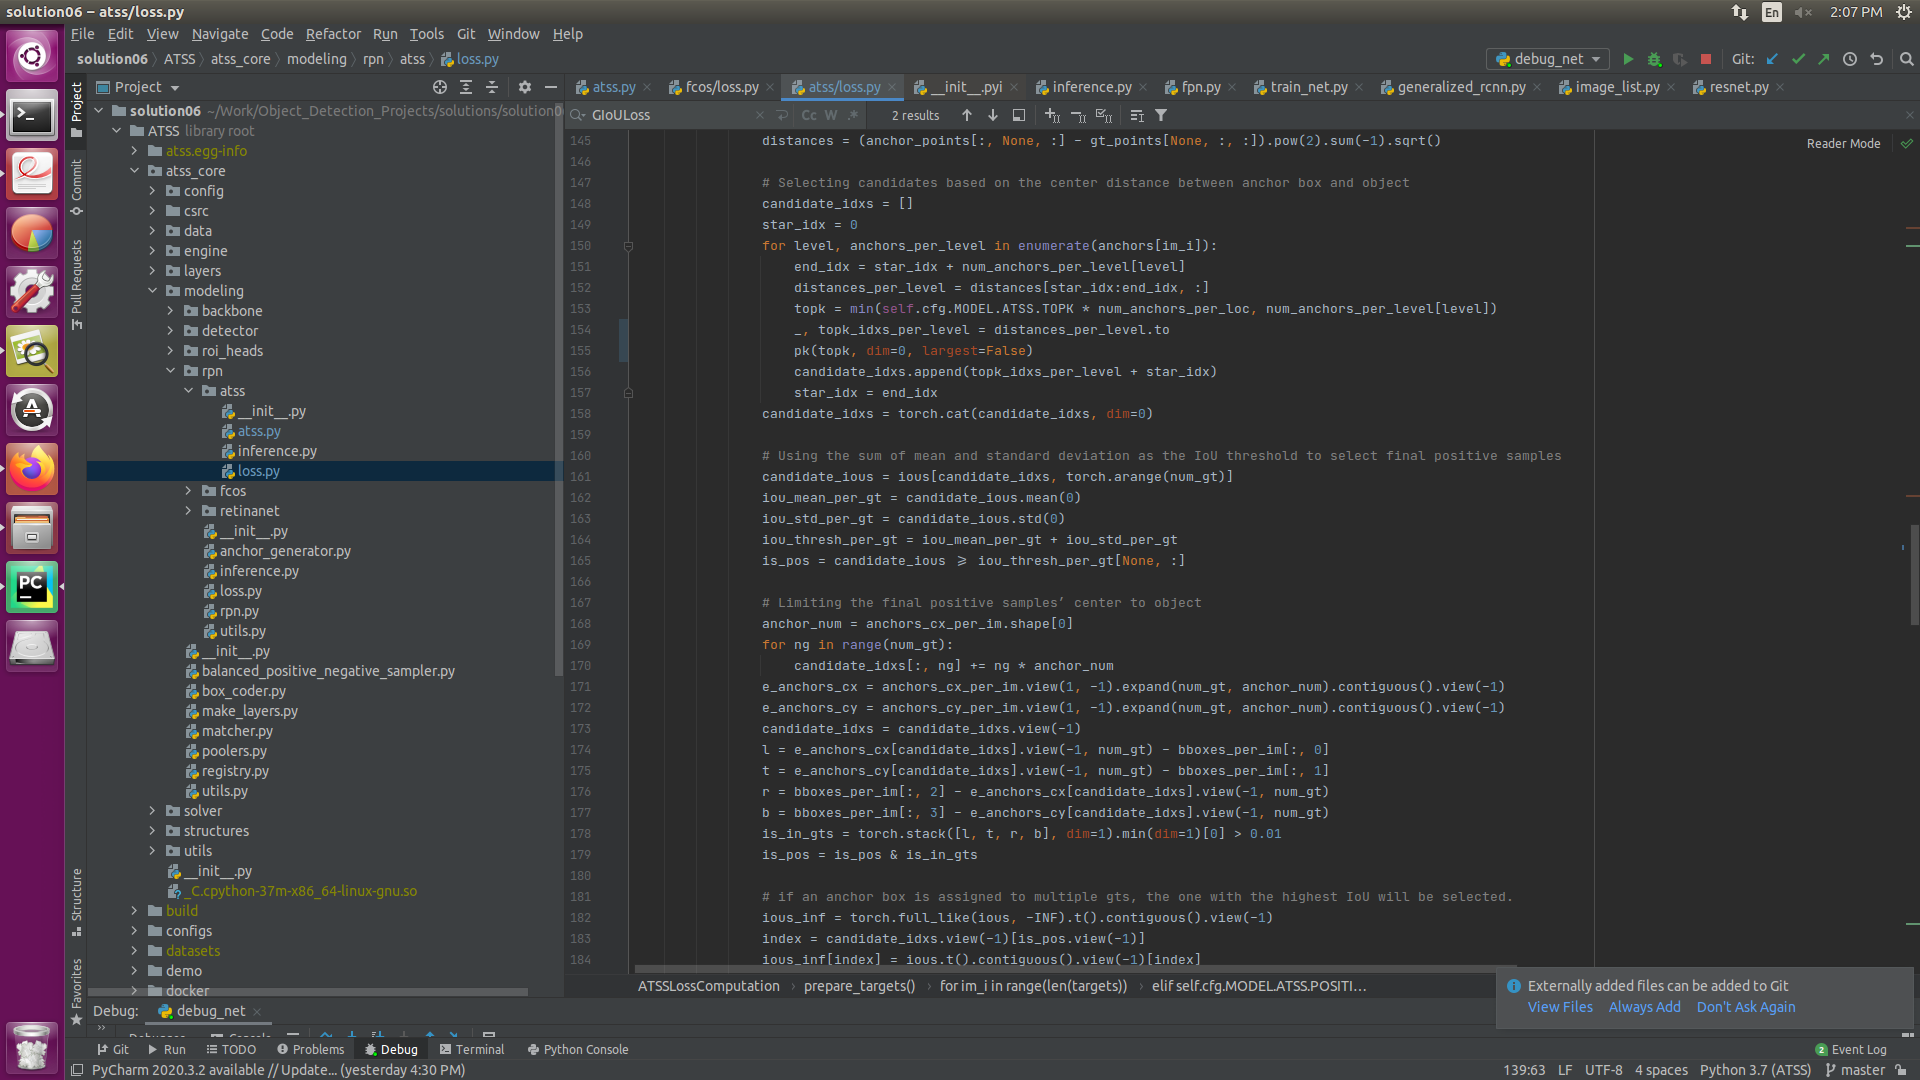 solution06 – atss/loss.py
En
2:07 PM
File Edit View Navigate Code Refactor Run Tools Git Window Help
solution06 ATSS atss_core modeling rpn atss loss.py
debug_net
Git:
Project
atss.py
fcos/loss.py
atss/loss.py
__init__.pyi
inference.py
fpn.py
train_net.py
generalized_rcnn.py
image_list.py
resnet.py
GIoULoss
Cc W .*
2 results
Reader Mode
Project
Commit
Pull Requests
Structure
Favorites
solution06 ~/Work/Object_Detection_Projects/solutions/solution0
ATSS library root
atss.egg-info
atss_core
config
csrc
data
engine
layers
modeling
backbone
detector
roi_heads
rpn
atss
__init__.py
atss.py
inference.py
loss.py
fcos
retinanet
__init__.py
anchor_generator.py
inference.py
loss.py
rpn.py
utils.py
__init__.py
balanced_positive_negative_sampler.py
box_coder.py
make_layers.py
matcher.py
poolers.py
registry.py
utils.py
solver
structures
utils
__init__.py
_C.cpython-37m-x86_64-linux-gnu.so
build
configs
datasets
demo
docker
145 distances = (anchor_points[:, None, :] - gt_points[None, :, :]).pow(2).sum(-1).sqrt()
146
147 # Selecting candidates based on the center distance between anchor box and object
148 candidate_idxs = []
149 star_idx = 0
150 for level, anchors_per_level in enumerate(anchors[im_i]):
151 end_idx = star_idx + num_anchors_per_level[level]
152 distances_per_level = distances[star_idx:end_idx, :]
153 topk = min(self.cfg.MODEL.ATSS.TOPK * num_anchors_per_loc, num_anchors_per_level[level])
154 _, topk_idxs_per_level = distances_per_level.to
155 pk(topk, dim=0, largest=False)
156 candidate_idxs.append(topk_idxs_per_level + star_idx)
157 star_idx = end_idx
158 candidate_idxs = torch.cat(candidate_idxs, dim=0)
159
160 # Using the sum of mean and standard deviation as the IoU threshold to select final positive samples
161 candidate_ious = ious[candidate_idxs, torch.arange(num_gt)]
162 iou_mean_per_gt = candidate_ious.mean(0)
163 iou_std_per_gt = candidate_ious.std(0)
164 iou_thresh_per_gt = iou_mean_per_gt + iou_std_per_gt
165 is_pos = candidate_ious ⩾ iou_thresh_per_gt[None, :]
166
167 # Limiting the final positive samples’ center to object
168 anchor_num = anchors_cx_per_im.shape[0]
169 for ng in range(num_gt):
170 candidate_idxs[:, ng] += ng * anchor_num
171 e_anchors_cx = anchors_cx_per_im.view(1, -1).expand(num_gt, anchor_num).contiguous().view(-1)
172 e_anchors_cy = anchors_cy_per_im.view(1, -1).expand(num_gt, anchor_num).contiguous().view(-1)
173 candidate_idxs = candidate_idxs.view(-1)
174 l = e_anchors_cx[candidate_idxs].view(-1, num_gt) - bboxes_per_im[:, 0]
175 t = e_anchors_cy[candidate_idxs].view(-1, num_gt) - bboxes_per_im[:, 1]
176 r = bboxes_per_im[:, 2] - e_anchors_cx[candidate_idxs].view(-1, num_gt)
177 b = bboxes_per_im[:, 3] - e_anchors_cy[candidate_idxs].view(-1, num_gt)
178 is_in_gts = torch.stack([l, t, r, b], dim=1).min(dim=1)[0] > 0.01
179 is_pos = is_pos & is_in_gts
180
181 # if an anchor box is assigned to multiple gts, the one with the highest IoU will be selected.
182 ious_inf = torch.full_like(ious, -INF).t().contiguous().view(-1)
183 index = candidate_idxs.view(-1)[is_pos.view(-1)]
184 ious_inf[index] = ious.t().contiguous().view(-1)[index]
ATSSLossComputation prepare_targets() for im_i in range(len(targets)) elif self.cfg.MODEL.ATSS.POSITI...
Externally added files can be added to Git
View Files Always Add Don't Ask Again
Debug: debug_net
Git Run TODO Problems Debug Terminal Python Console
2 Event Log
PyCharm 2020.3.2 available // Update... (yesterday 4:30 PM)
139:63 LF UTF-8 4 spaces Python 3.7 (ATSS) master